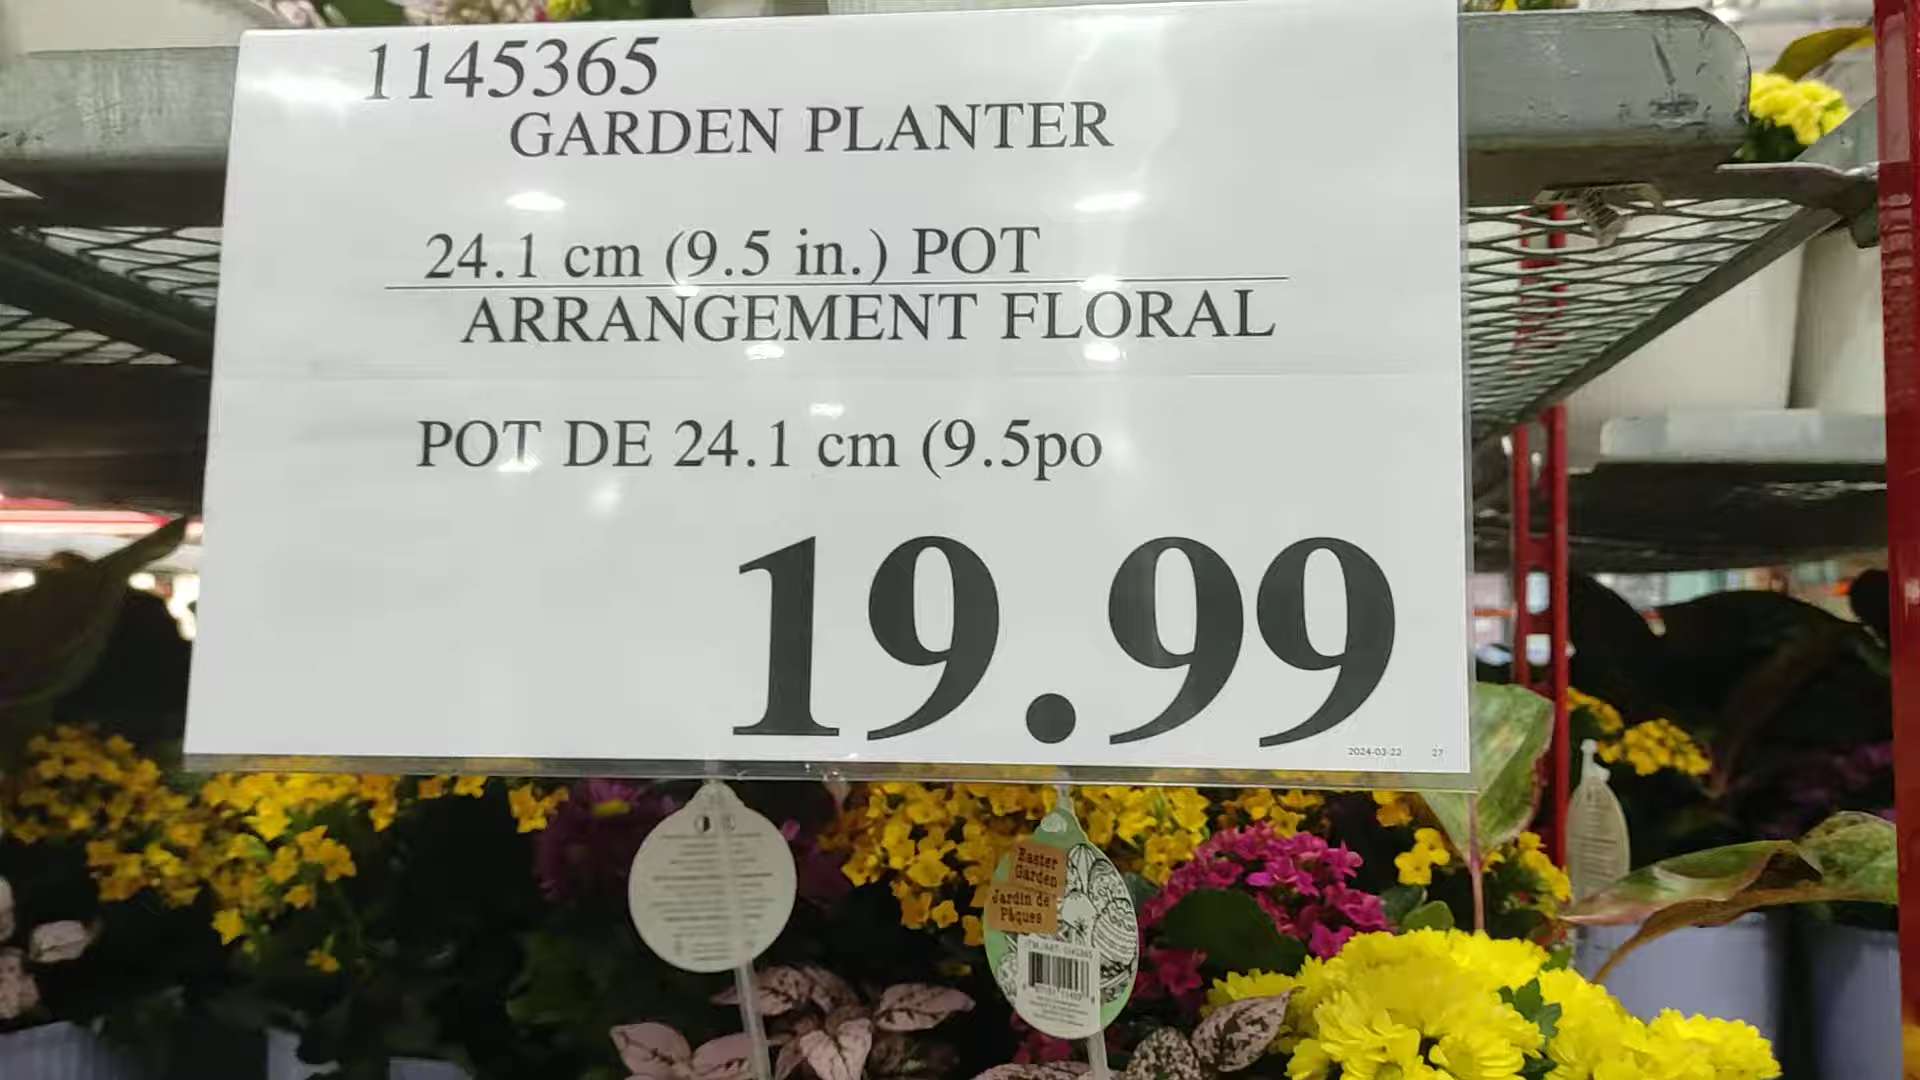 1145365
GARDEN PLANTER
24.1 cm (9.5 in.) POT
ARRANGEMENT FLORAL
POT DE 24.1 cm (9.5po
19.99
2024-03-22 27
Easter
Garden
Jardin de
Pâques